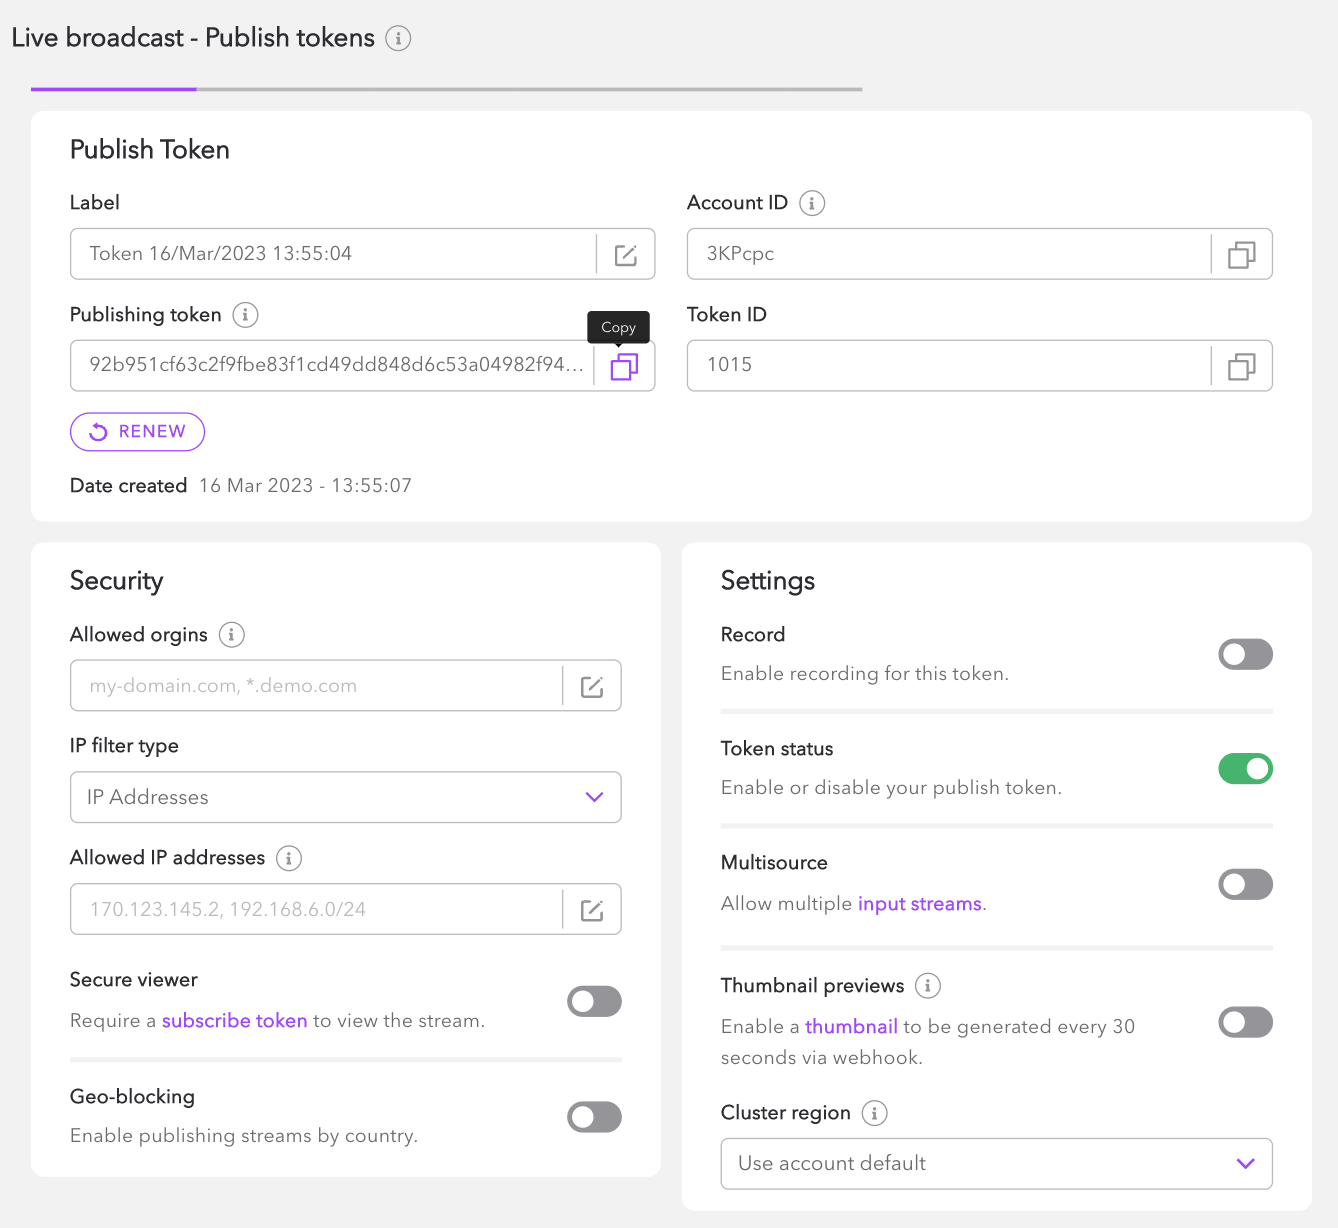 Live broadcast - Publish tokens
Publish Token
Label
Token 16/Mar/2023 13:55:04
Account ID
3KPcpc
Publishing token
Copy
92b951cf63c2f9fbe83f1cd49dd848d6c53a04982f94...
Token ID
1015
RENEW
Date created 16 Mar 2023 - 13:55:07
Security
Allowed orgins
my-domain.com, *.demo.com
IP filter type
IP Addresses
Allowed IP addresses
170.123.145.2, 192.168.6.0/24
Secure viewer
Require a subscribe token to view the stream.
Geo-blocking
Enable publishing streams by country.
Settings
Record
Enable recording for this token.
Token status
Enable or disable your publish token.
Multisource
Allow multiple input streams.
Thumbnail previews
Enable a thumbnail to be generated every 30
seconds via webhook.
Cluster region
Use account default